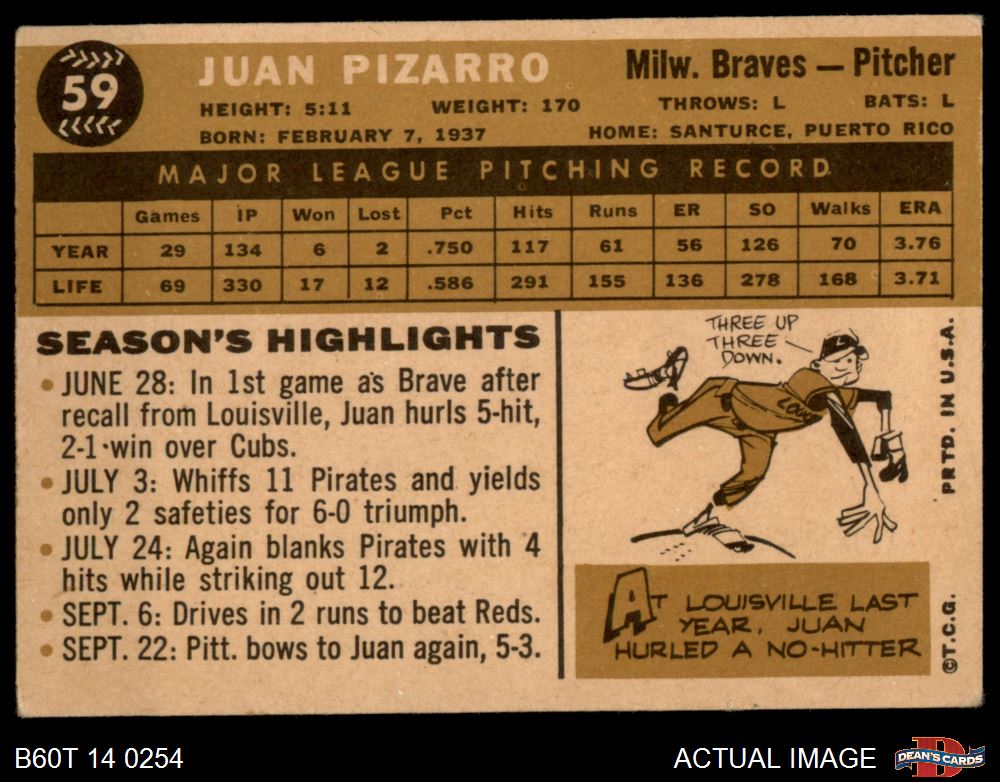 59
JUAN PIZARRO
Milw. Braves — Pitcher
HEIGHT: 5:11 WEIGHT: 170 THROWS: L BATS: L
BORN: FEBRUARY 7, 1937 HOME: SANTURCE, PUERTO RICO
MAJOR LEAGUE PITCHING RECORD
Games IP Won Lost Pct Hits Runs ER SO Walks ERA
YEAR 29 134 6 2 .750 117 61 56 126 70 3.76
LIFE 69 330 17 12 .586 291 155 136 278 168 3.71
SEASON'S HIGHLIGHTS
• JUNE 28: In 1st game as Brave after
recall from Louisville, Juan hurls 5-hit,
2-1 win over Cubs.
• JULY 3: Whiffs 11 Pirates and yields
only 2 safeties for 6-0 triumph.
• JULY 24: Again blanks Pirates with 4
hits while striking out 12.
• SEPT. 6: Drives in 2 runs to beat Reds.
• SEPT. 22: Pitt. bows to Juan again, 5-3.
THREE UP
THREE
DOWN.
LOUI
AT LOUISVILLE LAST
YEAR, JUAN
HURLED A NO-HITTER
PRTD. IN U.S.A.
©T.C.G.
B60T 14 0254
ACTUAL IMAGE
D
DEAN'S CARDS